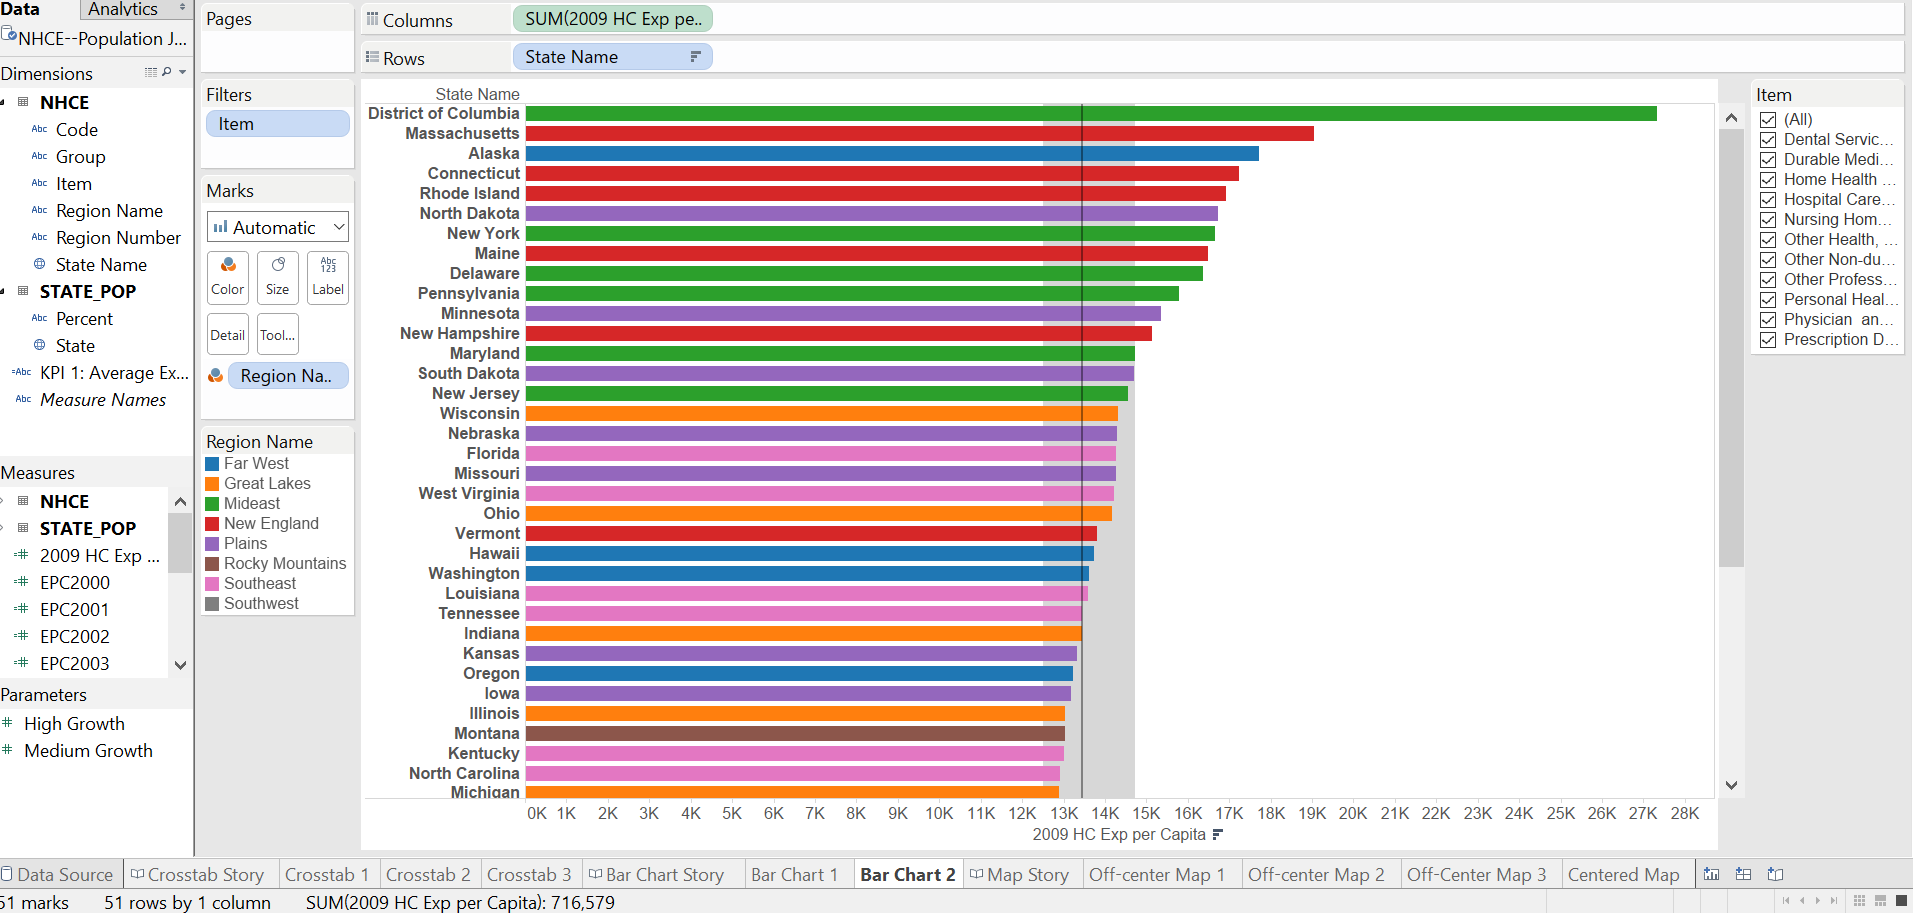 Data
Analytics
NHCE--Population J...
Dimensions
NHCE
Abc Code
Abc Group
Abc Item
Abc Region Name
Abc Region Number
State Name
STATE_POP
Abc Percent
State
=Abc KPI 1: Average Ex...
Abc Measure Names
Measures
NHCE
STATE_POP
=# 2009 HC Exp ...
=# EPC2000
=# EPC2001
=# EPC2002
=# EPC2003
Parameters
# High Growth
# Medium Growth
Pages
Filters
Item
Marks
Automatic
Color
Size
Abc
123
Label
Detail
Tool...
Region Na..
Region Name
Far West
Great Lakes
Mideast
New England
Plains
Rocky Mountains
Southeast
Southwest
Columns
SUM(2009 HC Exp pe..
Rows
State Name
State Name
District of Columbia
Massachusetts
Alaska
Connecticut
Rhode Island
North Dakota
New York
Maine
Delaware
Pennsylvania
Minnesota
New Hampshire
Maryland
South Dakota
New Jersey
Wisconsin
Nebraska
Florida
Missouri
West Virginia
Ohio
Vermont
Hawaii
Washington
Louisiana
Tennessee
Indiana
Kansas
Oregon
Iowa
Illinois
Montana
Kentucky
North Carolina
Michigan
0K 1K 2K 3K 4K 5K 6K 7K 8K 9K 10K 11K 12K 13K 14K 15K 16K 17K 18K 19K 20K 21K 22K 23K 24K 25K 26K 27K 28K
2009 HC Exp per Capita
Item
(All)
Dental Servic...
Durable Medi...
Home Health ...
Hospital Care...
Nursing Hom...
Other Health, ...
Other Non-du...
Other Profess...
Personal Heal...
Physician an...
Prescription D...
Data Source
Crosstab Story
Crosstab 1
Crosstab 2
Crosstab 3
Bar Chart Story
Bar Chart 1
Bar Chart 2
Map Story
Off-center Map 1
Off-center Map 2
Off-Center Map 3
Centered Map
51 marks
51 rows by 1 column
SUM(2009 HC Exp per Capita): 716,579